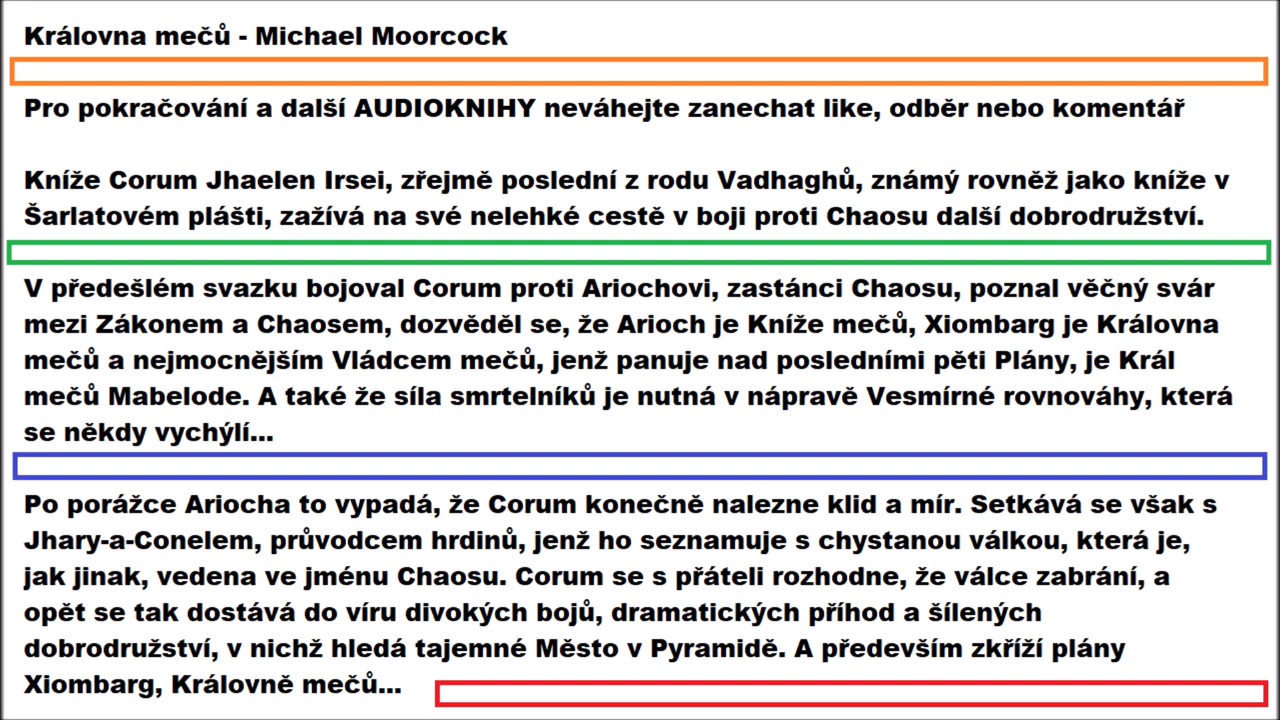 Královna mečů - Michael Moorcock
Pro pokračování a další AUDIOKNIHY neváhejte zanechat like, odběr nebo komentář
Kníže Corum Jhaelen Irsei, zřejmě poslední z rodu Vadhaghů, známý rovněž jako kníže v
Šarlatovém plášti, zažívá na své nelehké cestě v boji proti Chaosu další dobrodružství.
V předešlém svazku bojoval Corum proti Ariochovi, zastánci Chaosu, poznal věčný svár
mezi Zákonem a Chaosem, dozvěděl se, že Arioch je Kníže mečů, Xiombarg je Královna
mečů a nejmocnějším Vládcem mečů, jenž panuje nad posledními pěti Plány, je Král
mečů Mabelode. A také že síla smrtelníků je nutná v nápravě Vesmírné rovnováhy, která
se někdy vychýlí...
Po porážce Ariocha to vypadá, že Corum konečně nalezne klid a mír. Setkává se však s
Jhary-a-Conelem, průvodcem hrdinů, jenž ho seznamuje s chystanou válkou, která je,
jak jinak, vedena ve jménu Chaosu. Corum se s přáteli rozhodne, že válce zabrání, a
opět se tak dostává do víru divokých bojů, dramatických příhod a šílených
dobrodružství, v nichž hledá tajemné Město v Pyramidě. A především zkříží plány
Xiombarg, Královně mečů...